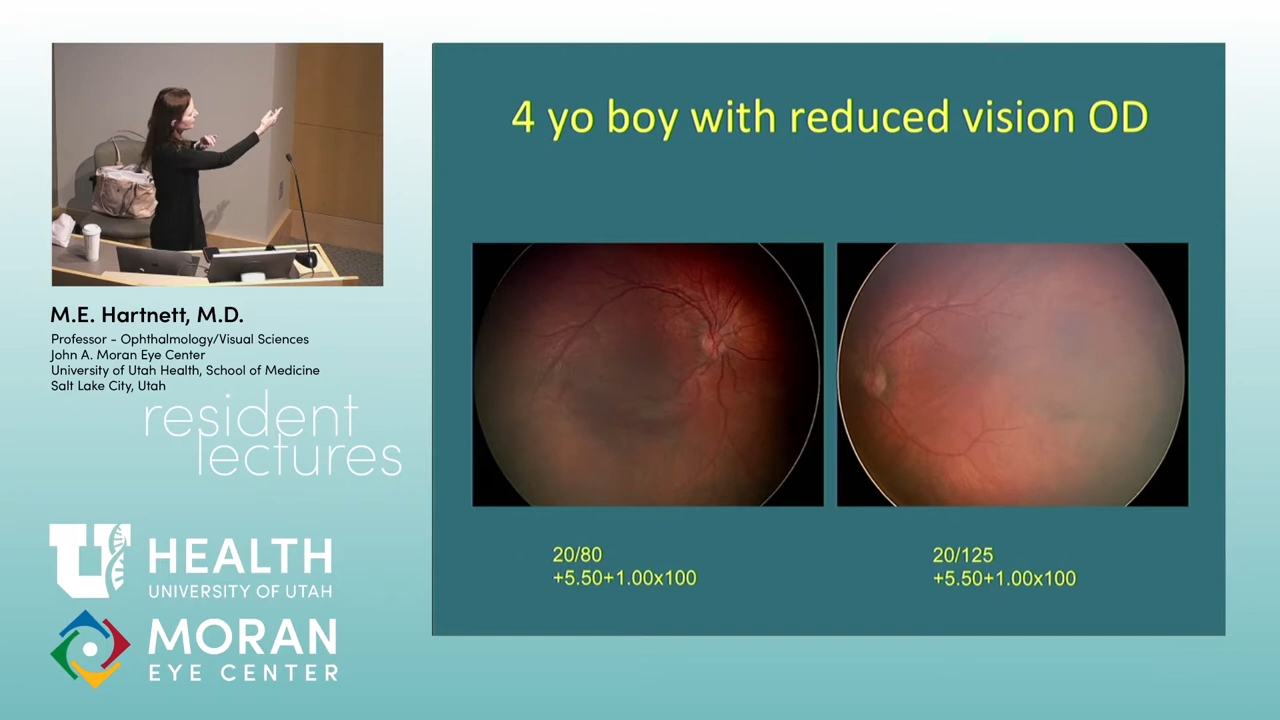 4 yo boy with reduced vision OD
M.E. Hartnett, M.D.
Professor - Ophthalmology/Visual Sciences
John A. Moran Eye Center
University of Utah Health, School of Medicine
Salt Lake City, Utah
resident
lectures
U HEALTH
UNIVERSITY OF UTAH
MORAN
EYE CENTER
20/80
+5.50+1.00x100
20/125
+5.50+1.00x100